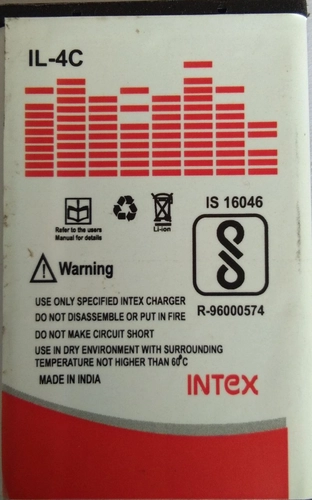 IL-4C
Refer to the users
Manual for details
Li-ion
IS 16046
R-96000574
Warning
USE ONLY SPECIFIED INTEX CHARGER
DO NOT DISASSEMBLE OR PUT IN FIRE
DO NOT MAKE CIRCUIT SHORT
USE IN DRY ENVIRONMENT WITH SURROUNDING
TEMPERATURE NOT HIGHER THAN 60°C
MADE IN INDIA
INTEX